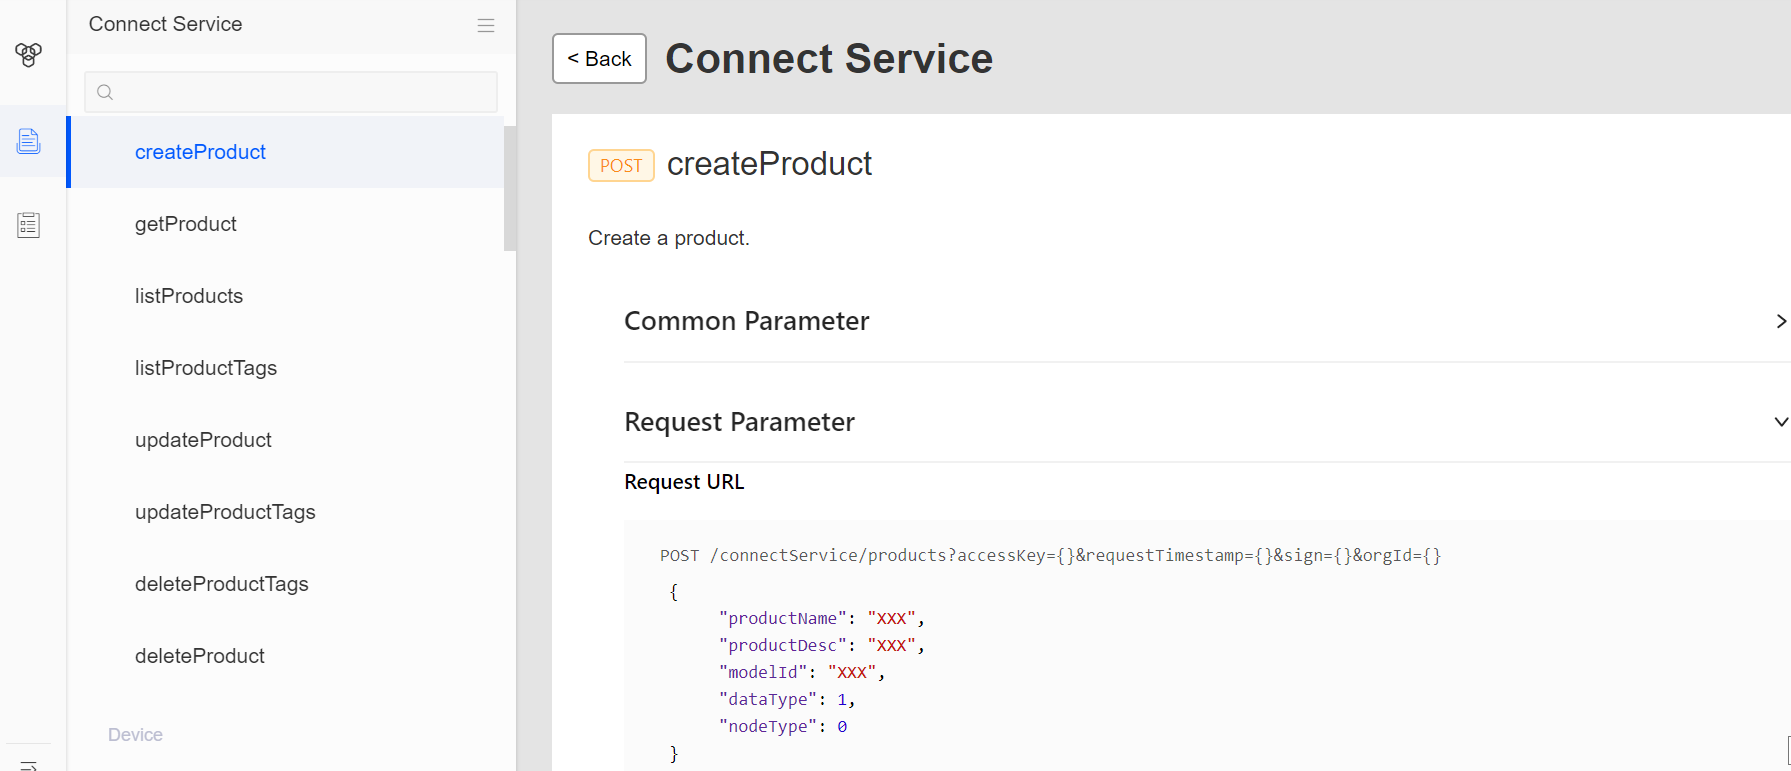 Connect Service
createProduct
getProduct
listProducts
listProductTags
updateProduct
updateProductTags
deleteProductTags
deleteProduct
Device
< Back
Connect Service
POST createProduct
Create a product.
Common Parameter
Request Parameter
Request URL
POST /connectService/products?accessKey={}&requestTimestamp={}&sign={}&orgId={}
{
"productName": "XXX",
"productDesc": "XXX",
"modelId": "XXX",
"dataType": 1,
"nodeType": 0
}